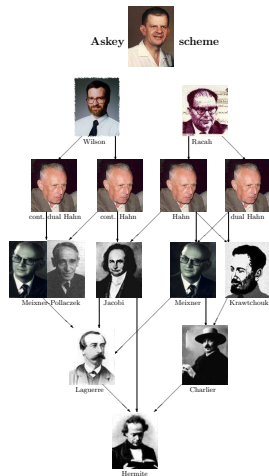 Askey scheme
Wilson Racah
cont. dual Hahn cont. Hahn Hahn dual Hahn
Meixner-Pollaczek Jacobi Meixner Krawtchouk
Laguerre Charlier
Hermite